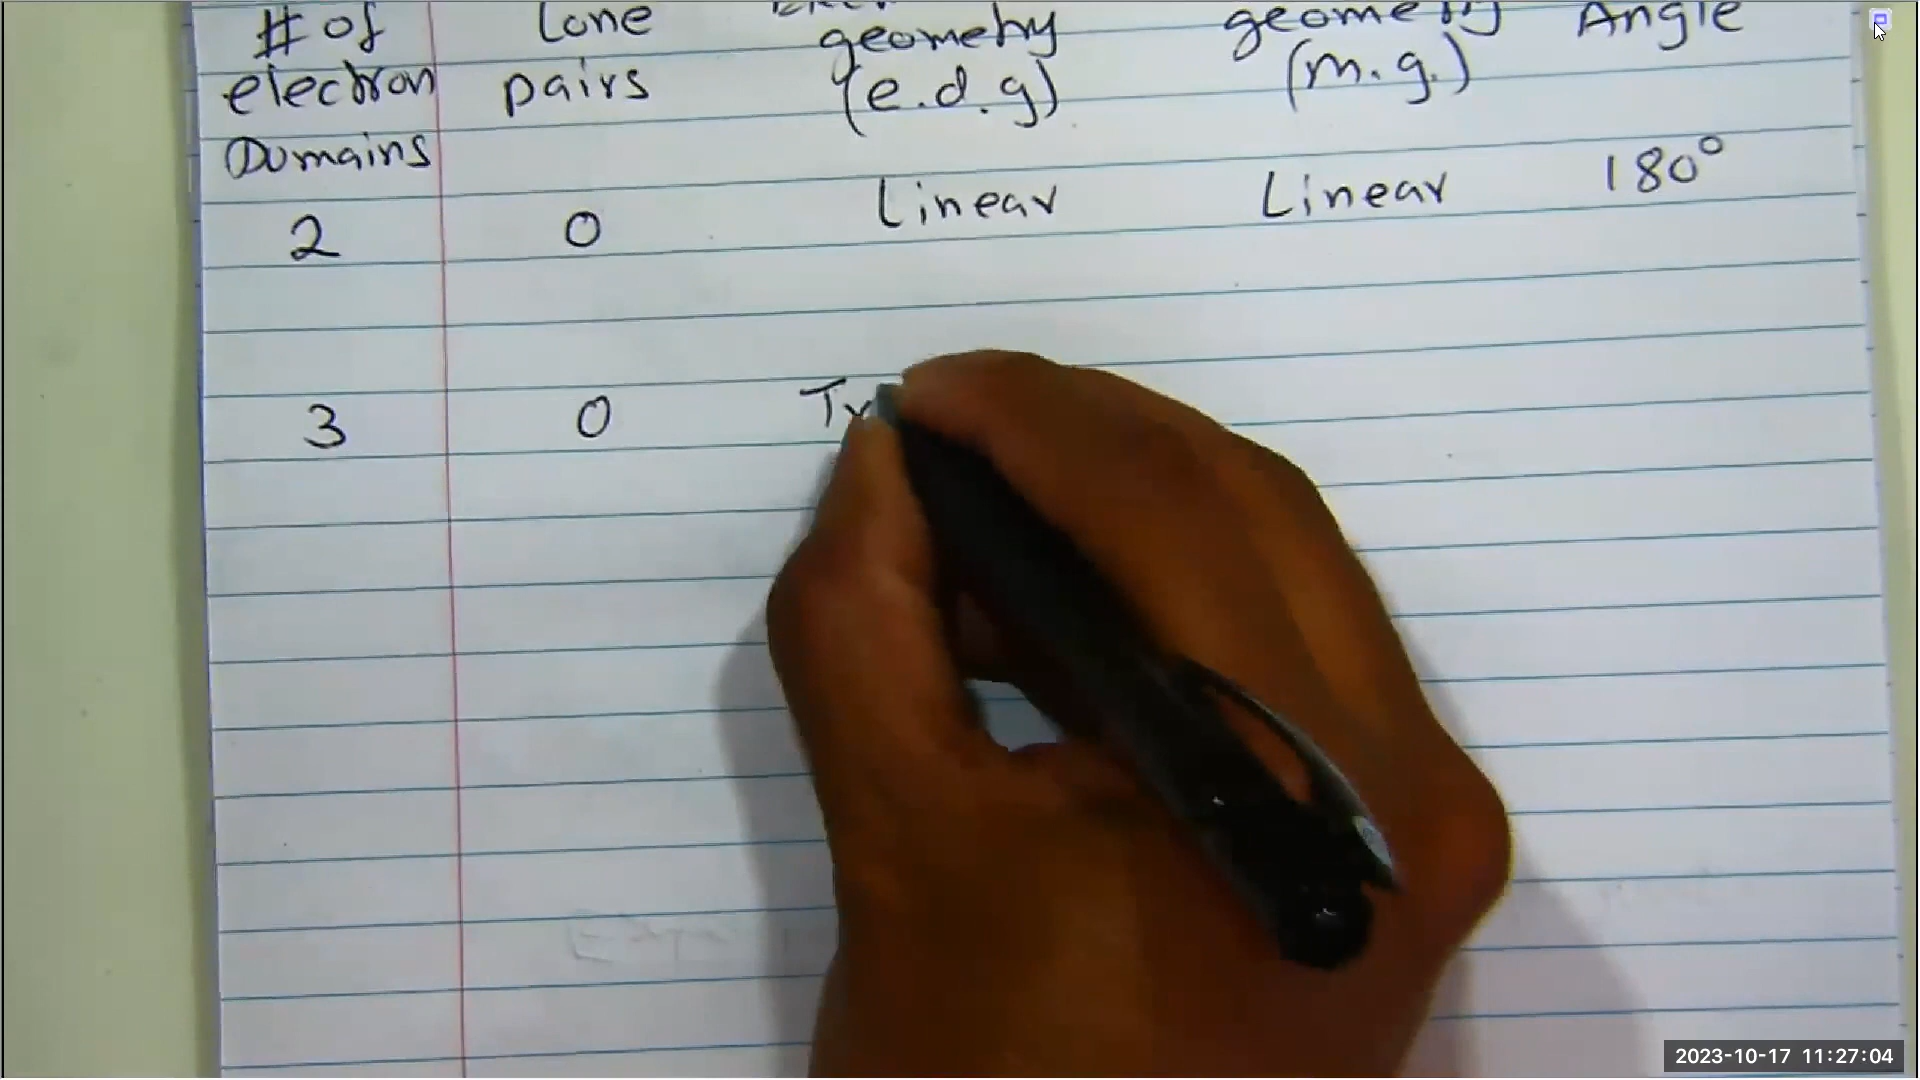 # of Lone geometry geometry Angle
electron pairs (e.d.g) (m.g.)
Domains
2 0 Linear Linear 180°
3 0 Tr
2023-10-17 11:27:04